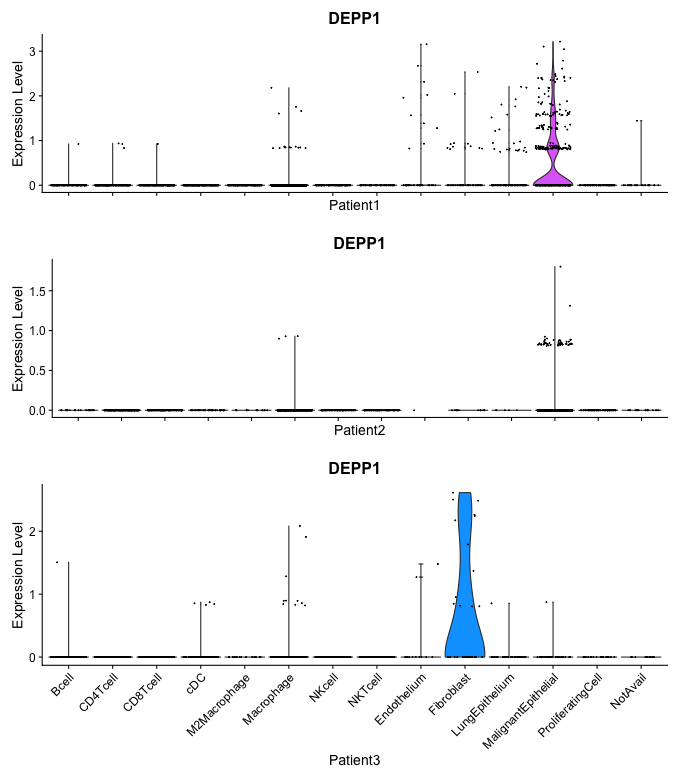 DEPP1
Expression Level
3
2
1
0
Patient1
DEPP1
Expression Level
1.5
1.0
0.5
0.0
Patient2
DEPP1
Expression Level
2
1
0
Bcell
CD4Tcell
CD8Tcell
cDC
M2Macrophage
Macrophage
NKcell
NKTcell
Endothelium
Fibroblast
LungEpithelium
MalignantEpithelial
ProliferatingCell
NotAvail
Patient3